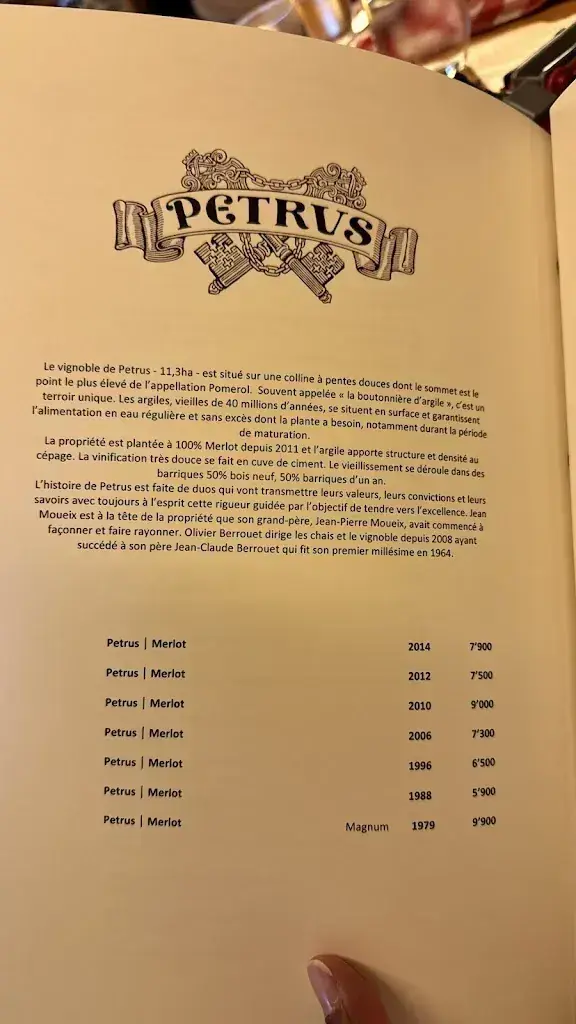 PETRVS
Le vignoble de Petrus - 11,3ha - est situé sur une colline à pentes douces dont le sommet est le
point le plus élevé de l'appellation Pomerol. Souvent appelée « la boutonnière d'argile », c'est un
terroir unique. Les argiles, vieilles de 40 millions d'années, se situent en surface et garantissent
l'alimentation en eau régulière et sans excès dont la plante a besoin, notamment durant la période
de maturation.
La propriété est plantée à 100% Merlot depuis 2011 et l'argile apporte structure et densité au
cépage. La vinification très douce se fait en cuve de ciment. Le vieillissement se déroule dans des
barriques 50% bois neuf, 50% barriques d'un an.
L'histoire de Petrus est faite de duos qui vont transmettre leurs valeurs, leurs convictions et leurs
savoirs avec toujours à l'esprit cette rigueur guidée par l'objectif de tendre vers l'excellence. Jean
Moueix est à la tête de la propriété que son grand-père, Jean-Pierre Moueix, avait commencé à
façonner et faire rayonner. Olivier Berrouet dirige les chais et le vignoble depuis 2008 ayant
succédé à son père Jean-Claude Berrouet qui fit son premier millésime en 1964.
Petrus | Merlot 2014 7'900
Petrus | Merlot 2012 7'500
Petrus | Merlot 2010 9'000
Petrus | Merlot 2006 7'300
Petrus | Merlot 1996 6'500
Petrus | Merlot 1988 5'900
Petrus | Merlot Magnum 1979 9'900